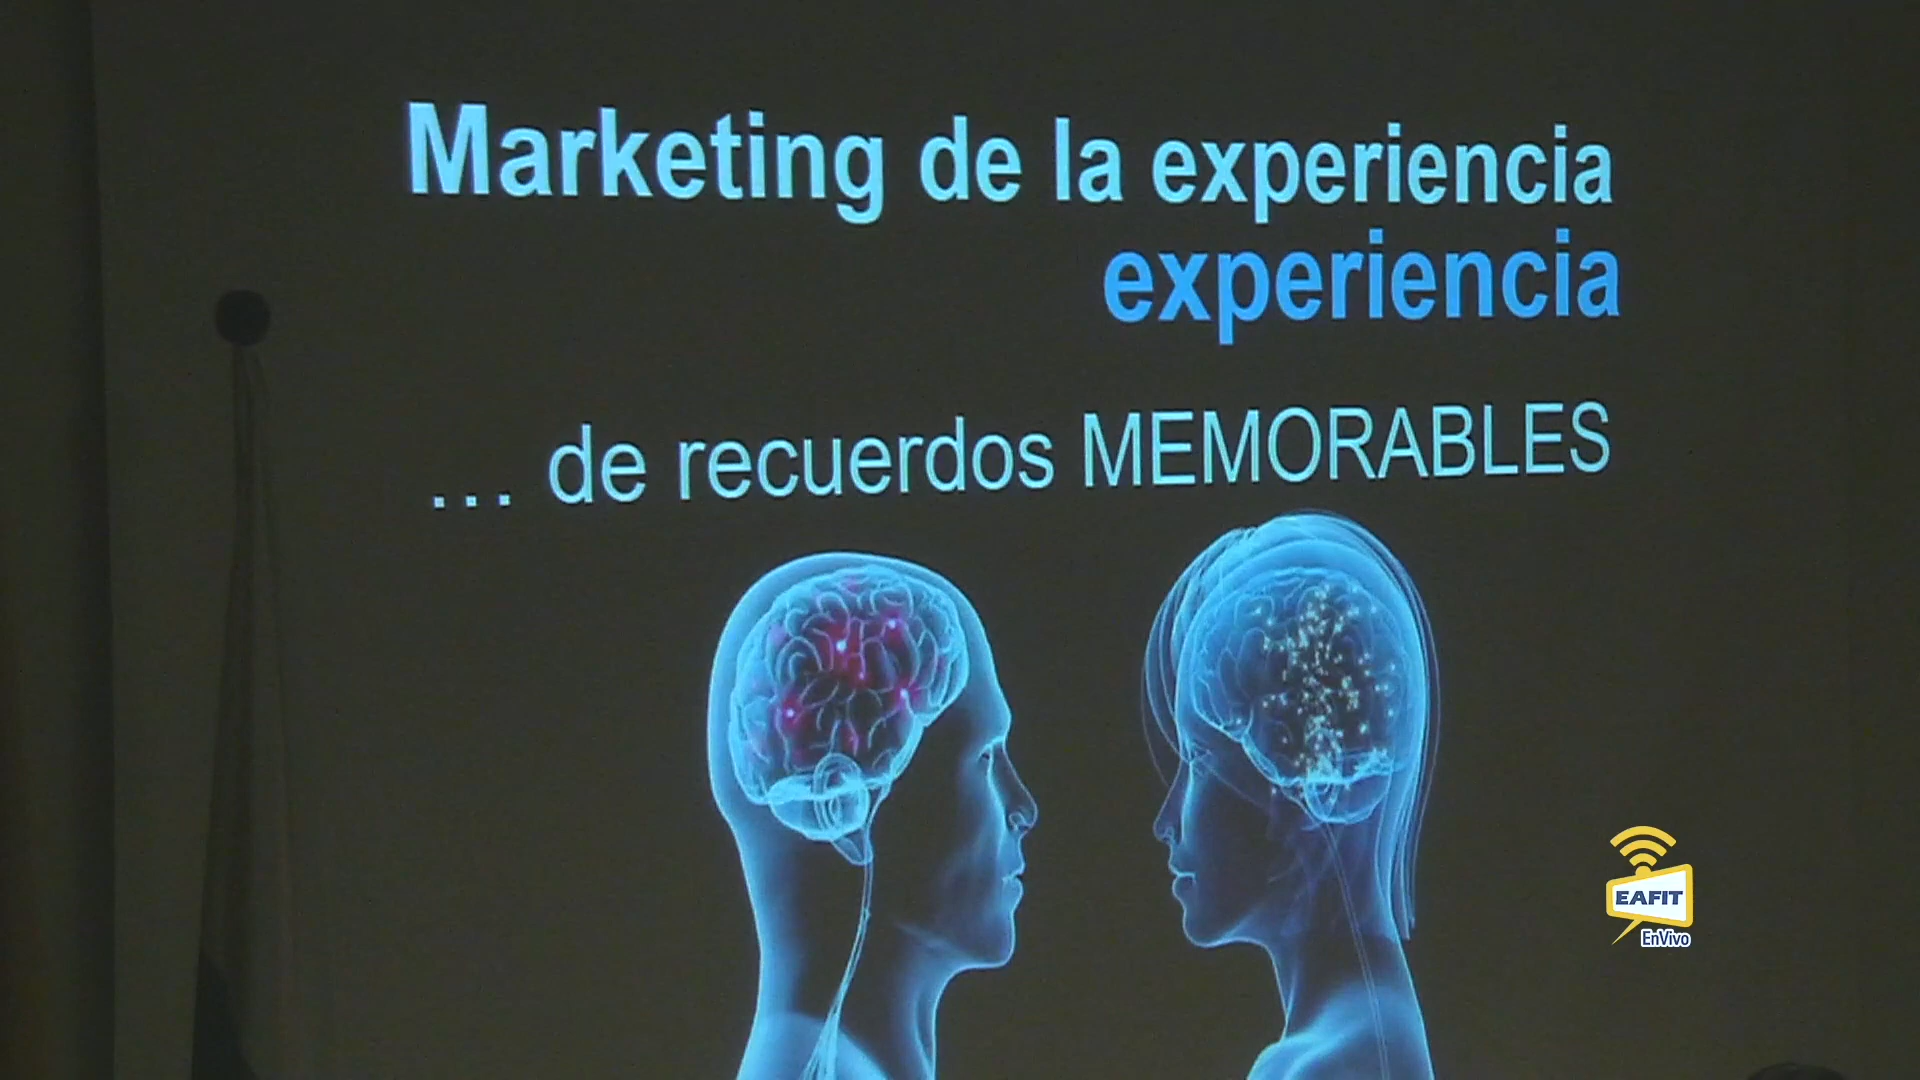 Marketing de la experiencia
experiencia
... de recuerdos MEMORABLES
EAFIT
EnVivo